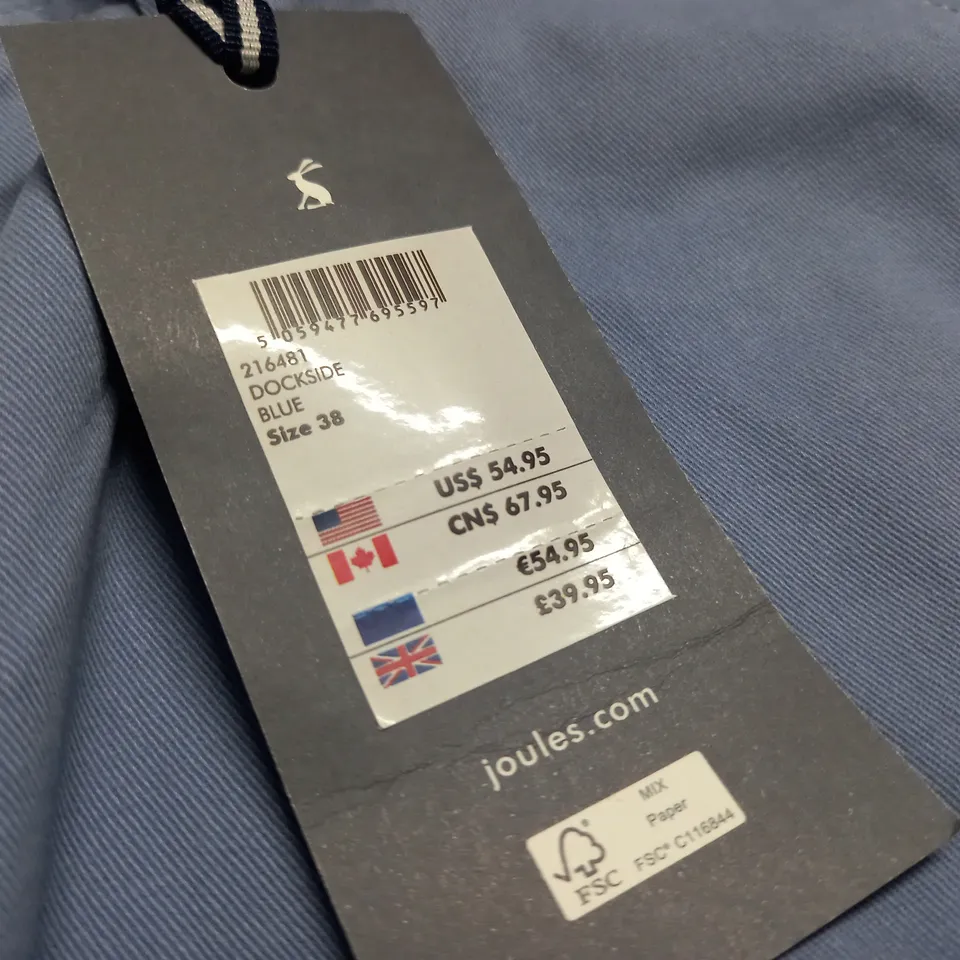 5 059477 695597
216481
DOCKSIDE
BLUE
Size 38
US$ 54.95
CN$ 67.95
€54.95
£39.95
joules.com
MIX
Paper
FSC® C116844
FSC